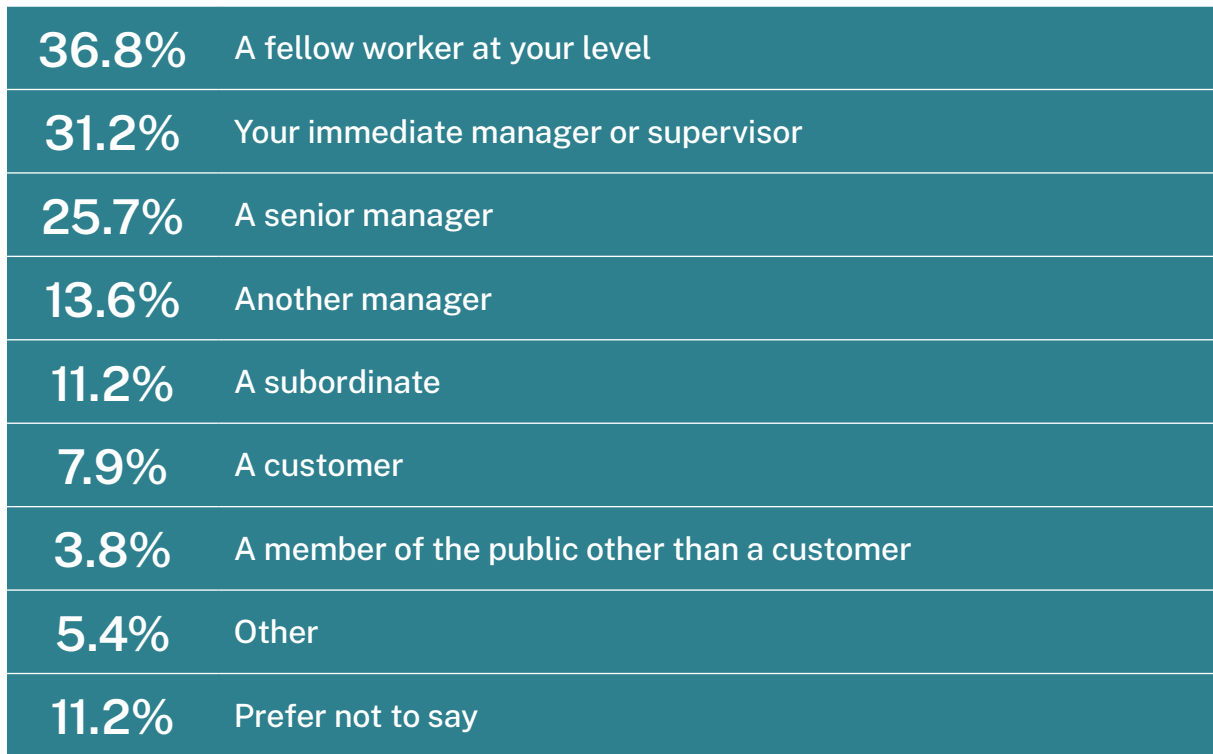 36.8% A fellow worker at your level
31.2% Your immediate manager or supervisor
25.7% A senior manager
13.6% Another manager
11.2% A subordinate
7.9% A customer
3.8% A member of the public other than a customer
5.4% Other
11.2% Prefer not to say